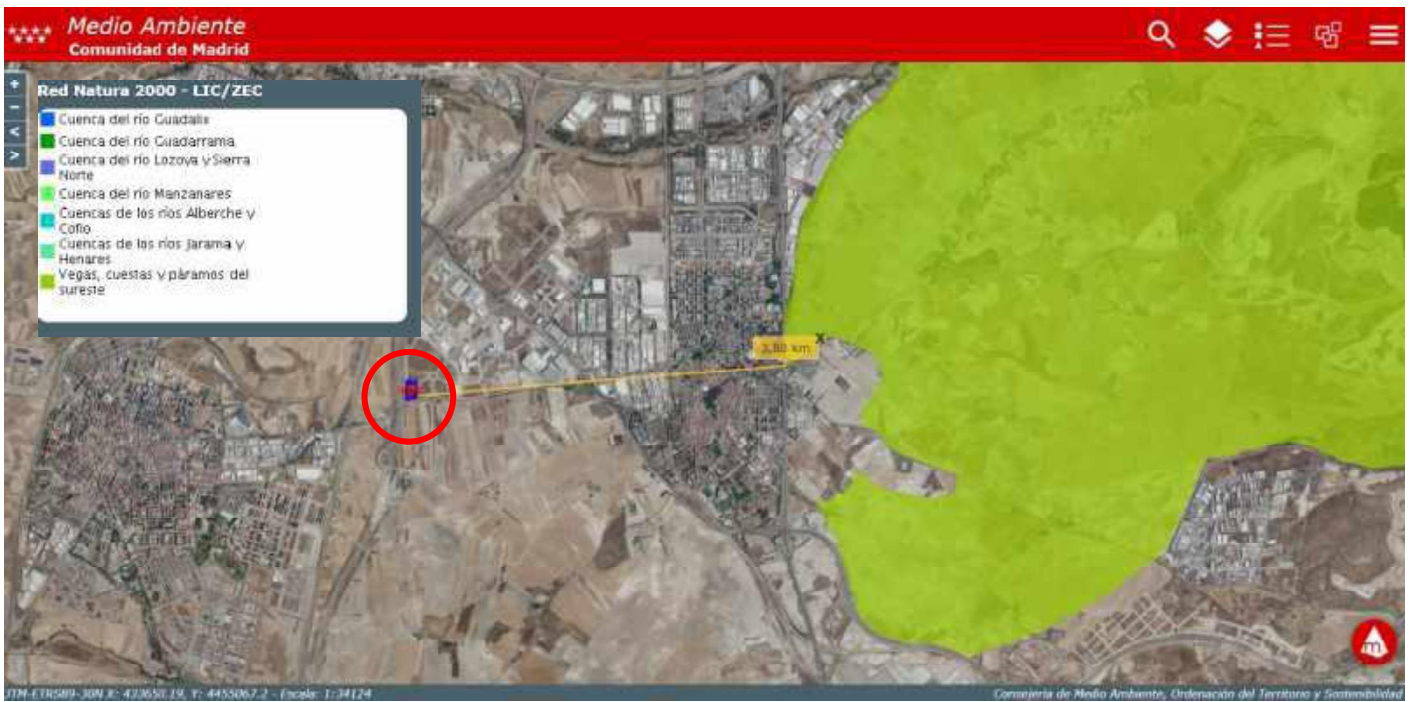 Medio Ambiente
Comunidad de Madrid
+
-
<
>
Red Natura 2000 - LIC/ZEC
Cuenca del río Guadalix
Cuenca del río Guadarrama
Cuenca del río Lozoya y Sierra
Norte
Cuenca del río Manzanares
Cuencas de los ríos Alberche y
Cofio
Cuencas de los ríos Jarama y
Henares
Vegas, cuestas y páramos del
sureste
3,80 km
x
UTM-ETRS89-30N X: 433650.19, Y: 4455067.2 - Escala: 1:34124
Consejería de Medio Ambiente, Ordenación del Territorio y Sostenibilidad